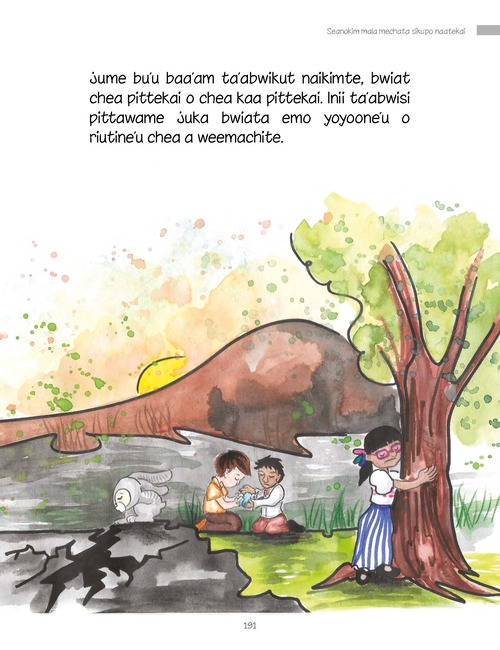 Seanokim mala mechata sikupo naatekai
Jume bu'u baa'am ta'abwikut naikimte, bwiat
chea pittekai o chea kaa pittekai. Inii ta'abwisi
pittawame Juka bwiata emo yoyoone'u o
riutine'u chea a weemachite.
191